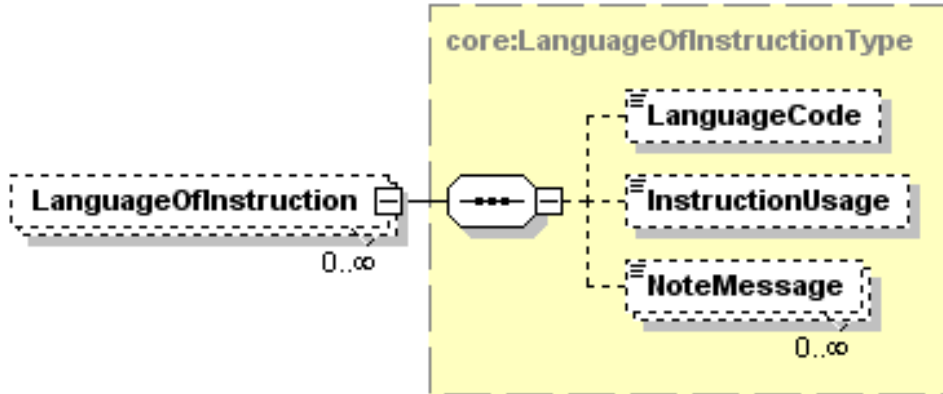 core:LanguageOfInstructionType
LanguageCode
LanguageOfInstruction
0..∞
InstructionUsage
NoteMessage
0..∞